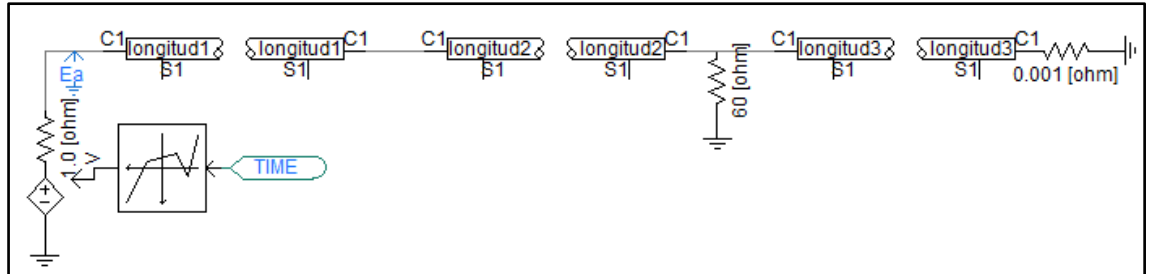 C1 longitud1 longitud1 C1 C1 longitud2 longitud2 C1 C1 longitud3 longitud3 C1
S1 S1 S1 S1 S1 S1
Ea
0.001 [ohm]
60 [ohm]
1.0 [ohm]
V
+
-
TIME